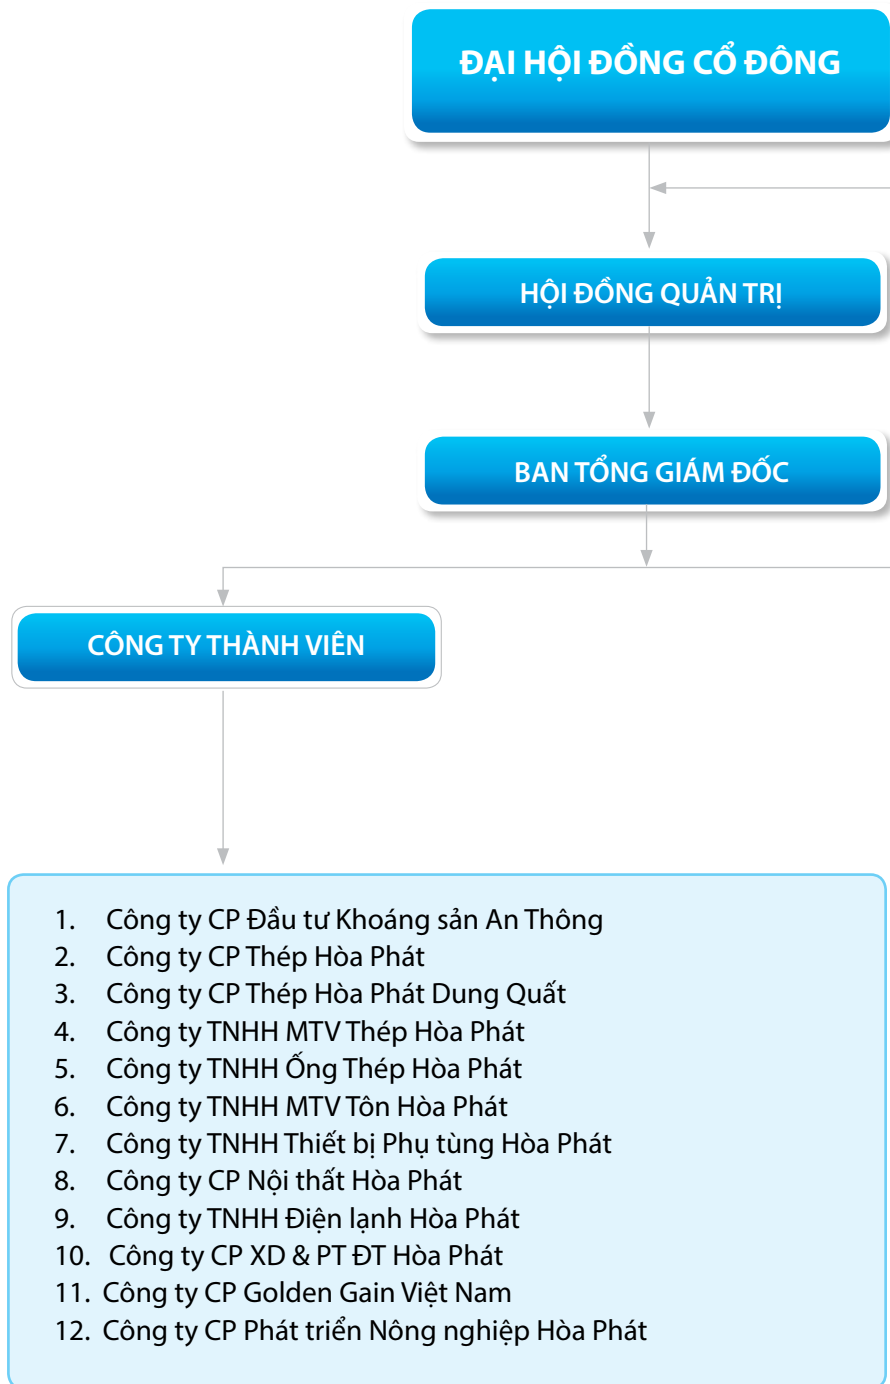 ĐẠI HỘI ĐỒNG CỔ ĐÔNG
HỘI ĐỒNG QUẢN TRỊ
BAN TỔNG GIÁM ĐỐC
CÔNG TY THÀNH VIÊN
1. Công ty CP Đầu tư Khoáng sản An Thông
2. Công ty CP Thép Hòa Phát
3. Công ty CP Thép Hòa Phát Dung Quất
4. Công ty TNHH MTV Thép Hòa Phát
5. Công ty TNHH Ống Thép Hòa Phát
6. Công ty TNHH MTV Tôn Hòa Phát
7. Công ty TNHH Thiết bị Phụ tùng Hòa Phát
8. Công ty CP Nội thất Hòa Phát
9. Công ty TNHH Điện lạnh Hòa Phát
10. Công ty CP XD & PT ĐT Hòa Phát
11. Công ty CP Golden Gain Việt Nam
12. Công ty CP Phát triển Nông nghiệp Hòa Phát